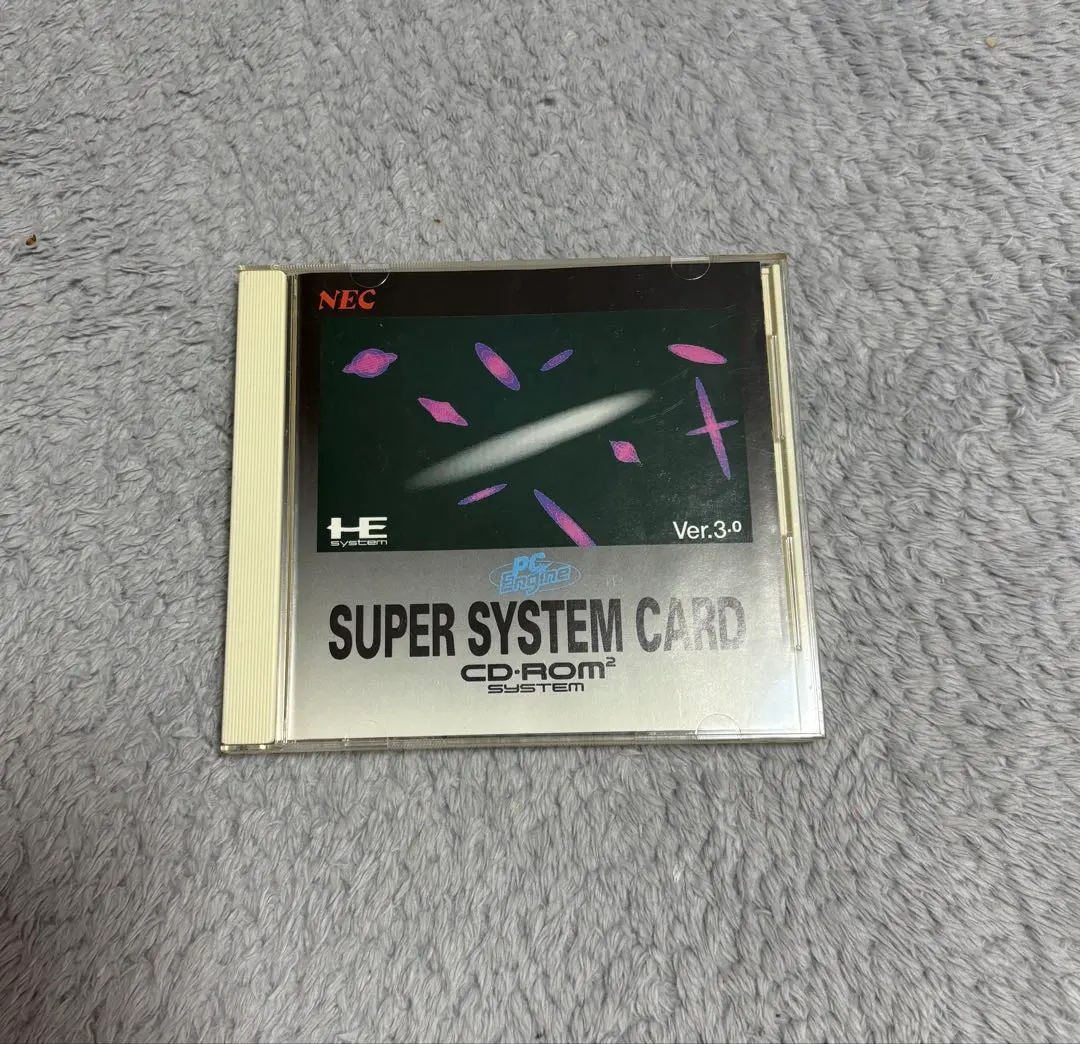 NEC
HE
system
Ver.3.0
PC
Engine
SUPER SYSTEM CARD
CD-ROM²
SYSTEM